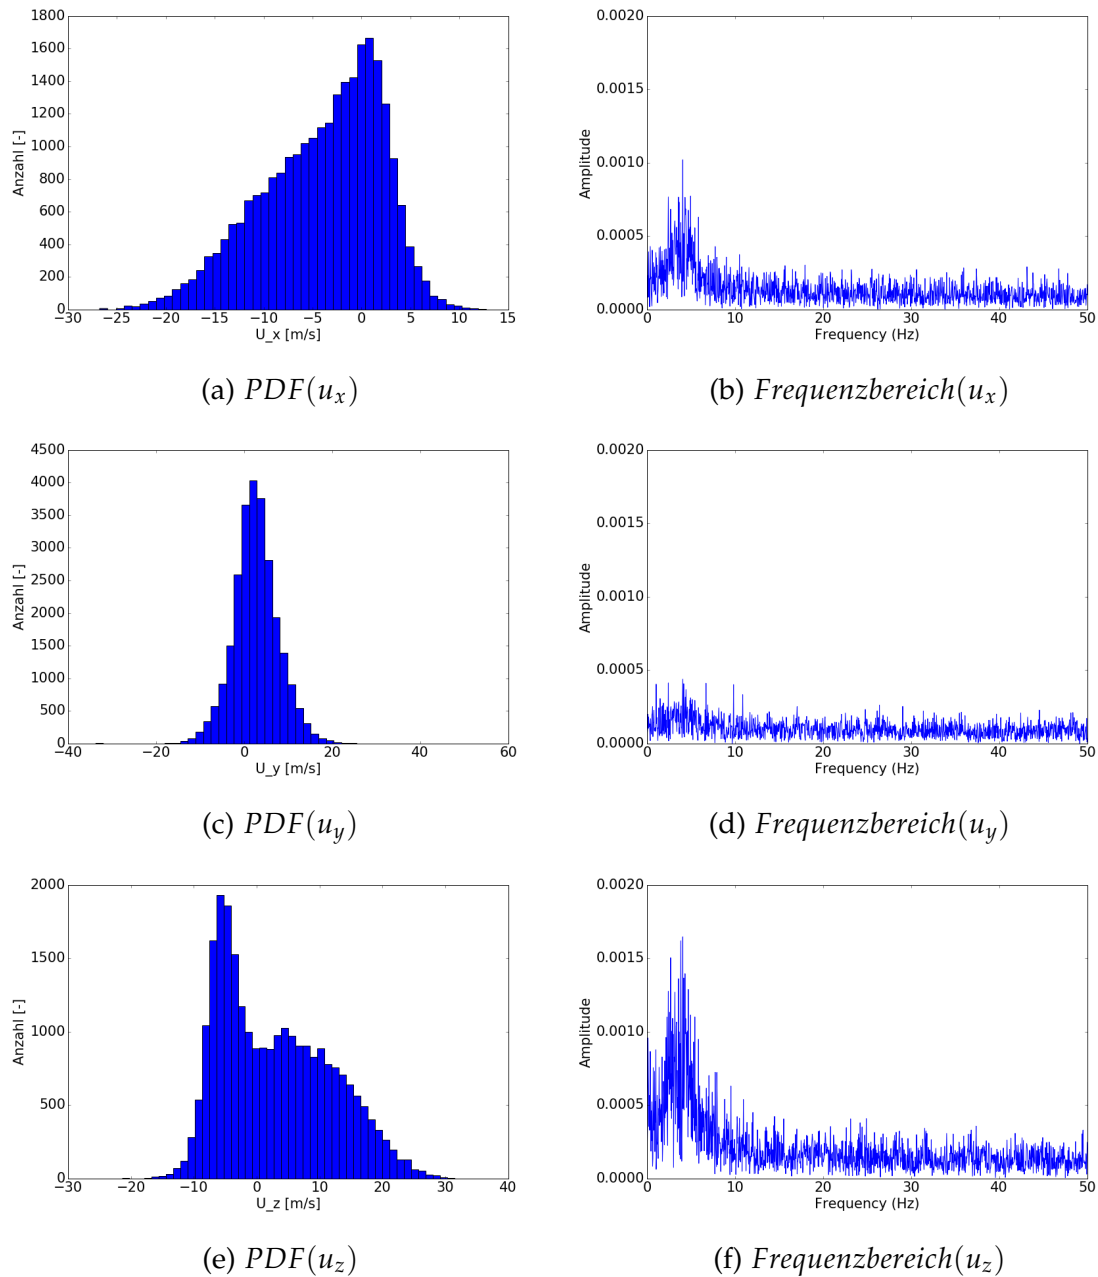 1800
1600
1400
1200
1000
800
600
400
200
0
Anzahl [-]
−30 −25 −20 −15 −10 −5 0 5 10 15
U_x [m/s]
0.0020
0.0015
0.0010
0.0005
0.0000
Amplitude
0 10 20 30 40 50
Frequency (Hz)
(a) PDF(u_x)
(b) Frequenzbereich(u_x)
4500
4000
3500
3000
2500
2000
1500
1000
500
0
Anzahl [-]
−40 −20 0 20 40 60
U_y [m/s]
0.0020
0.0015
0.0010
0.0005
0.0000
Amplitude
0 10 20 30 40 50
Frequency (Hz)
(c) PDF(u_y)
(d) Frequenzbereich(u_y)
2000
1500
1000
500
0
Anzahl [-]
−30 −20 −10 0 10 20 30 40
U_z [m/s]
0.0020
0.0015
0.0010
0.0005
0.0000
Amplitude
0 10 20 30 40 50
Frequency (Hz)
(e) PDF(u_z)
(f) Frequenzbereich(u_z)